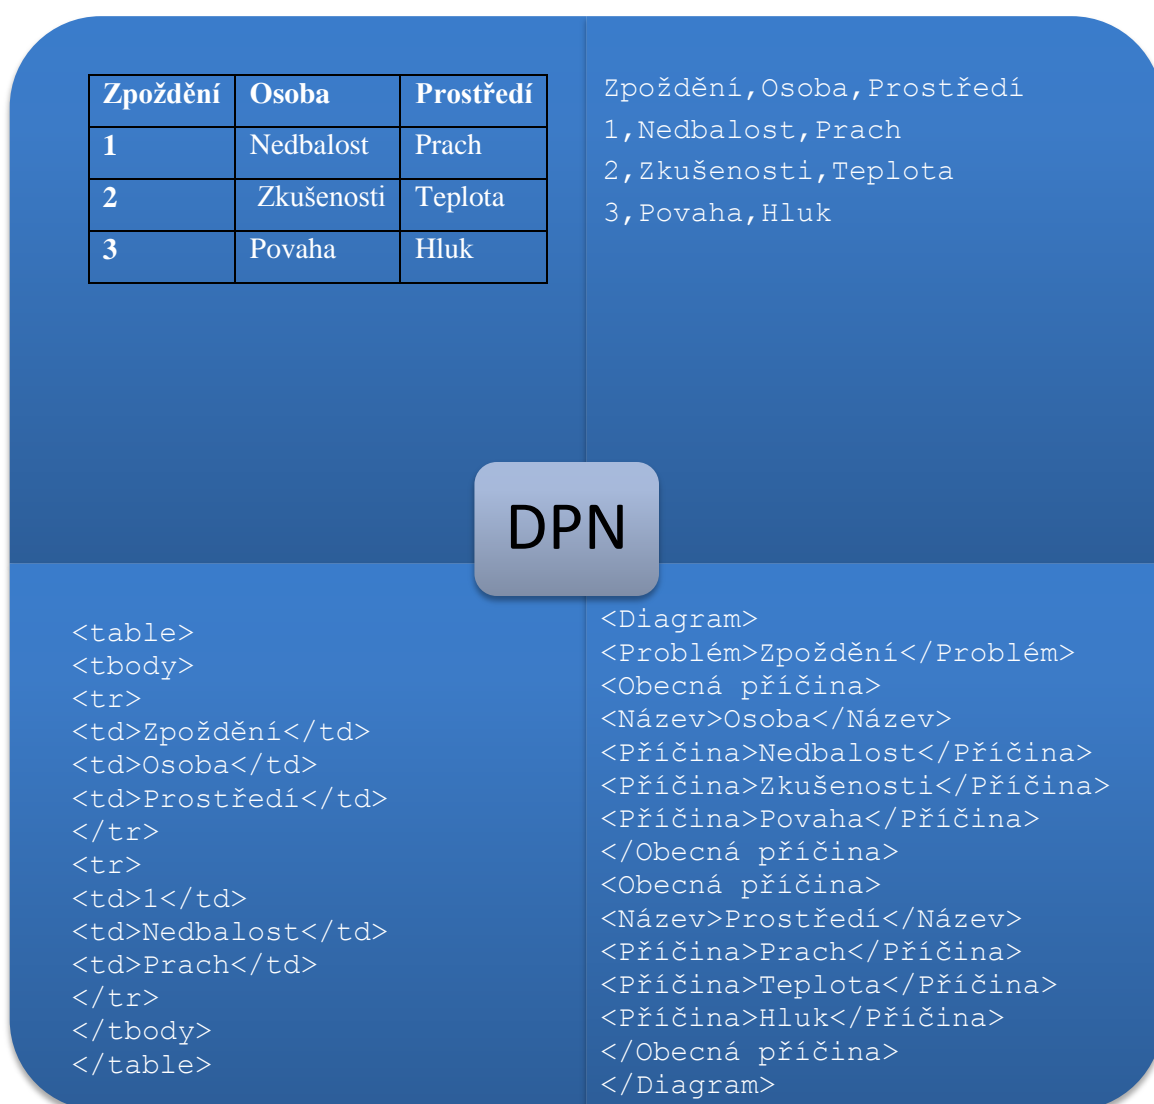 Zpoždění Osoba Prostředí
1 Nedbalost Prach
2 Zkušenosti Teplota
3 Povaha Hluk
Zpoždění,Osoba,Prostředí
1,Nedbalost,Prach
2,Zkušenosti,Teplota
3,Povaha,Hluk
DPN
<table>
<tbody>
<tr>
<td>Zpoždění</td>
<td>Osoba</td>
<td>Prostředí</td>
</tr>
<tr>
<td>1</td>
<td>Nedbalost</td>
<td>Prach</td>
</tr>
</tbody>
</table>
<Diagram>
<Problém>Zpoždění</Problém>
<Obecná příčina>
<Název>Osoba</Název>
<Příčina>Nedbalost</Příčina>
<Příčina>Zkušenosti</Příčina>
<Příčina>Povaha</Příčina>
</Obecná příčina>
<Obecná příčina>
<Název>Prostředí</Název>
<Příčina>Prach</Příčina>
<Příčina>Teplota</Příčina>
<Příčina>Hluk</Příčina>
</Obecná příčina>
</Diagram>